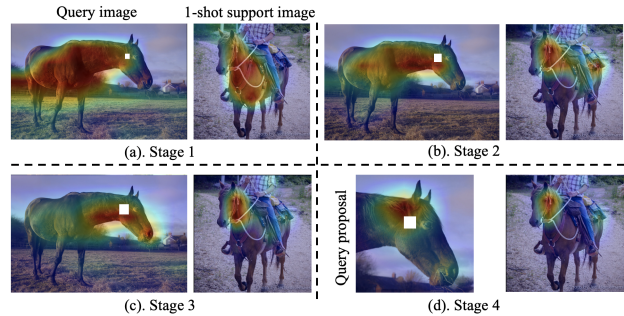 Query image
1-shot support image
(a). Stage 1
(b). Stage 2
(c). Stage 3
Query proposal
(d). Stage 4